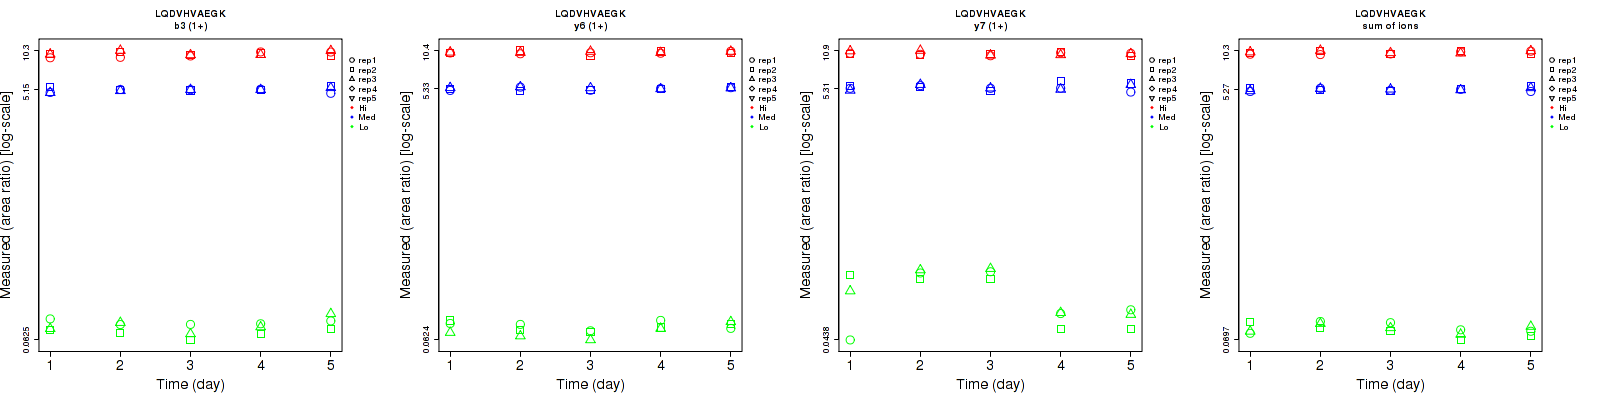 LQDVHVAEGK
b3 (1+)
Measured (area ratio) [log-scale]
10.3
5.15
0.0625
1 2 3 4 5
Time (day)
rep1
rep2
rep3
rep4
rep5
Hi
Med
Lo
LQDVHVAEGK
y6 (1+)
Measured (area ratio) [log-scale]
10.4
5.33
0.0624
1 2 3 4 5
Time (day)
rep1
rep2
rep3
rep4
rep5
Hi
Med
Lo
LQDVHVAEGK
y7 (1+)
Measured (area ratio) [log-scale]
10.9
5.31
0.0438
1 2 3 4 5
Time (day)
rep1
rep2
rep3
rep4
rep5
Hi
Med
Lo
LQDVHVAEGK
sum of ions
Measured (area ratio) [log-scale]
10.3
5.27
0.0697
1 2 3 4 5
Time (day)
rep1
rep2
rep3
rep4
rep5
Hi
Med
Lo